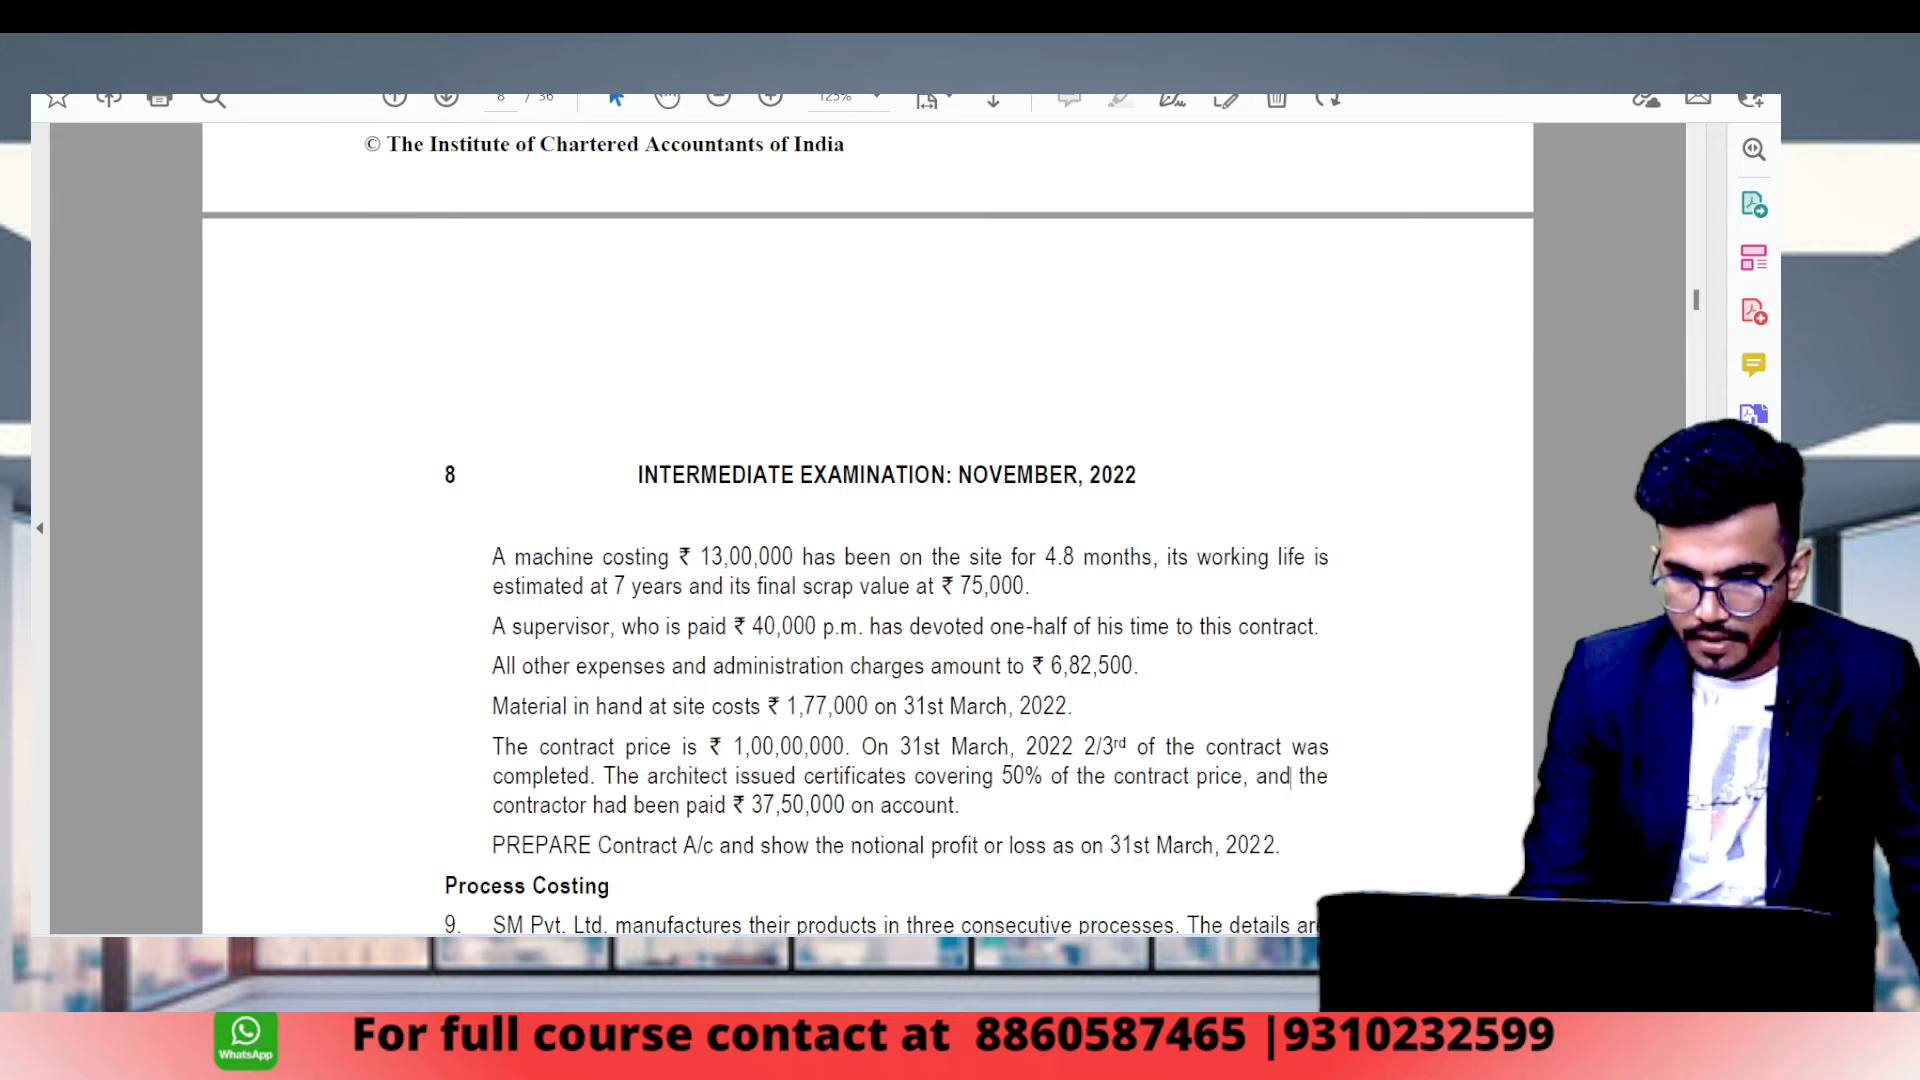 8 / 36
125%
© The Institute of Chartered Accountants of India
8 INTERMEDIATE EXAMINATION: NOVEMBER, 2022
A machine costing ₹ 13,00,000 has been on the site for 4.8 months, its working life is
estimated at 7 years and its final scrap value at ₹ 75,000.
A supervisor, who is paid ₹ 40,000 p.m. has devoted one-half of his time to this contract.
All other expenses and administration charges amount to ₹ 6,82,500.
Material in hand at site costs ₹ 1,77,000 on 31st March, 2022.
The contract price is ₹ 1,00,00,000. On 31st March, 2022 2/3rd of the contract was
completed. The architect issued certificates covering 50% of the contract price, and the
contractor had been paid ₹ 37,50,000 on account.
PREPARE Contract A/c and show the notional profit or loss as on 31st March, 2022.
Process Costing
9. SM Pvt. Ltd. manufactures their products in three consecutive processes. The details are
WhatsApp
For full course contact at 8860587465 |9310232599